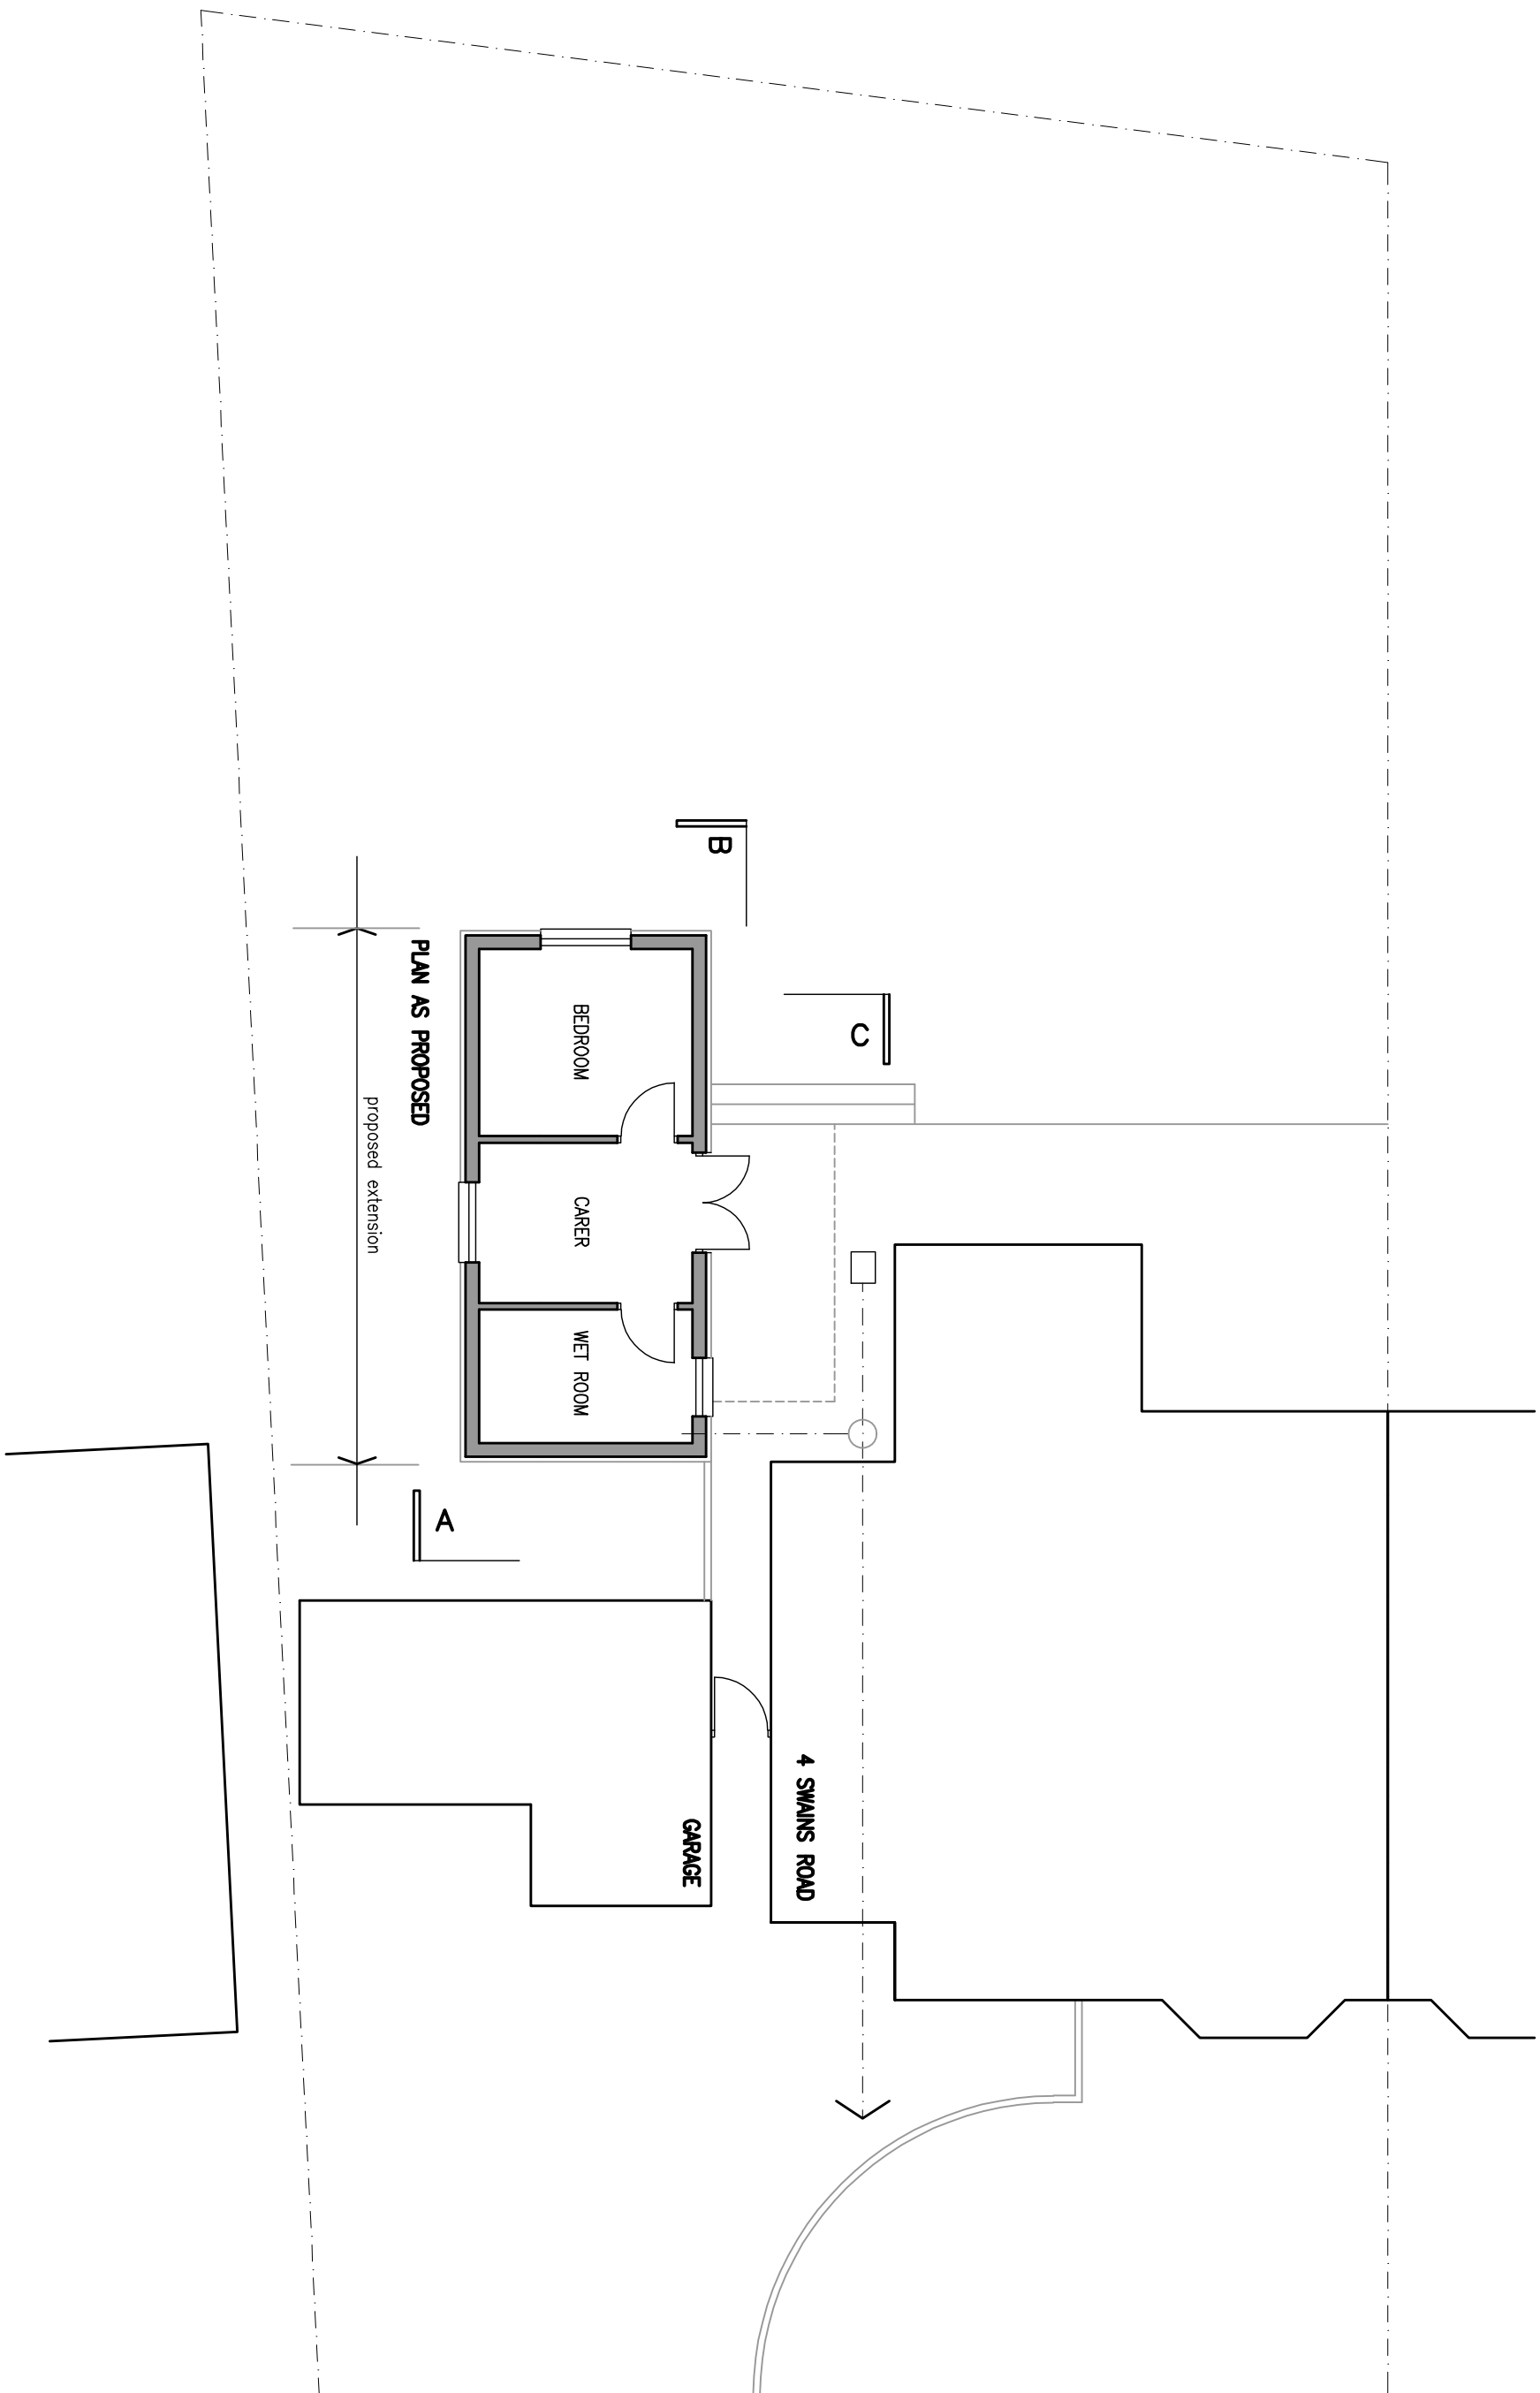 B
C
PLAN AS PROPOSED
proposed extension
BEDROOM
CARER
WET ROOM
A
4 SWAINS ROAD
GARAGE